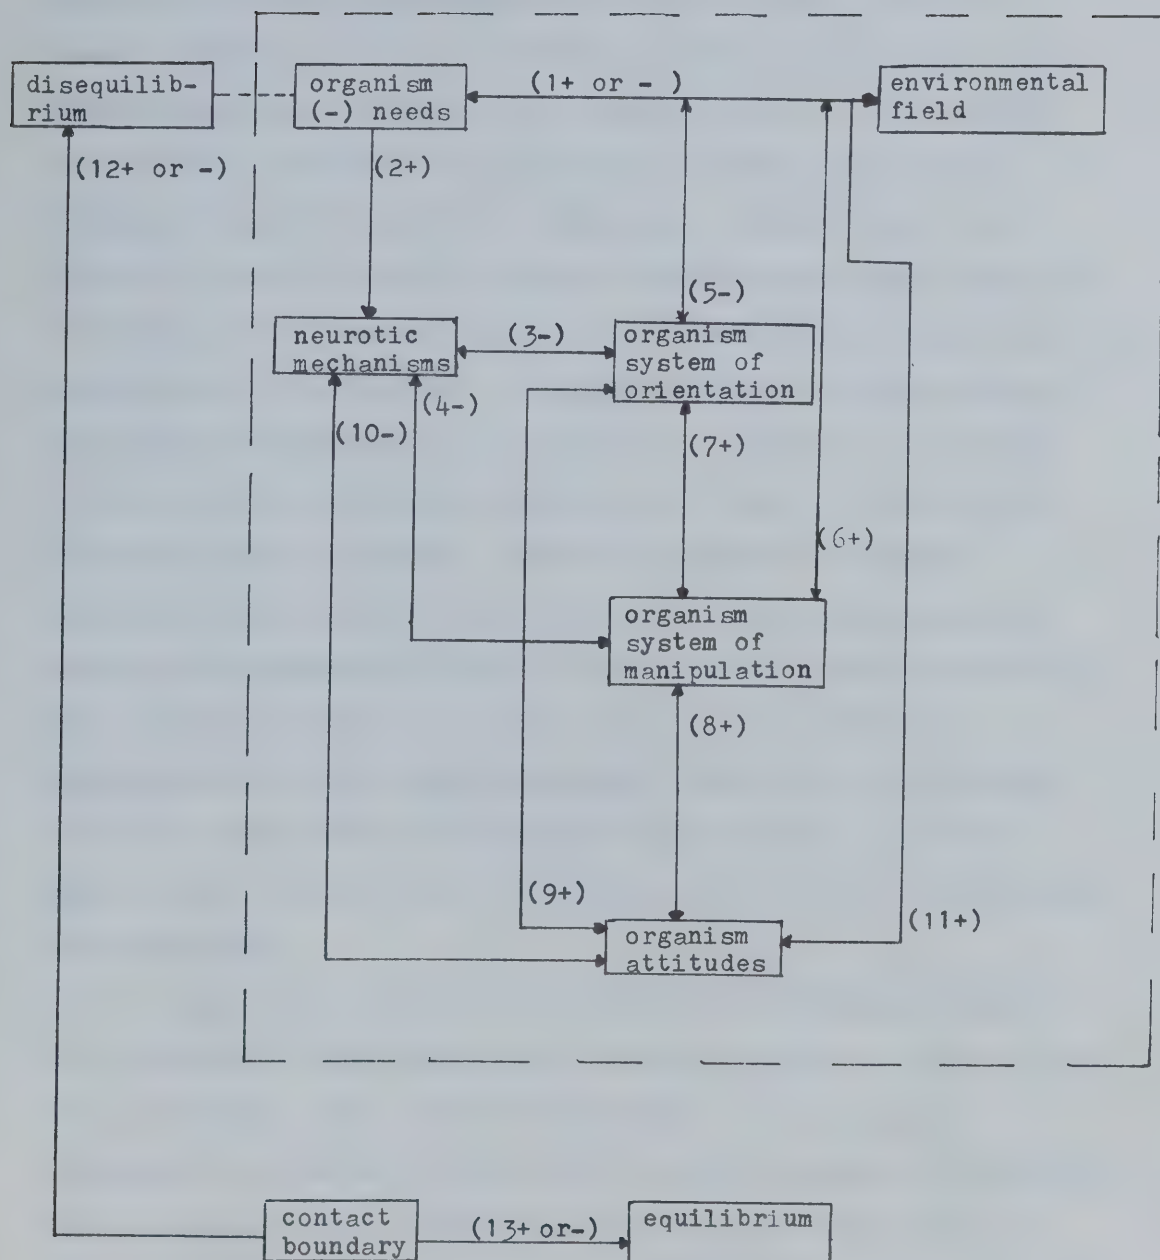 disequilib-
rium
organism
(-) needs
(1+ or -)
environmental
field
(12+ or -)
(2+)
(5-)
neurotic
mechanisms
(3-)
organism
system of
orientation
(4-)
(10-)
(7+)
(6+)
organism
system of
manipulation
(8+)
(9+)
(11+)
organism
attitudes
contact
boundary
(13+ or-)
equilibrium